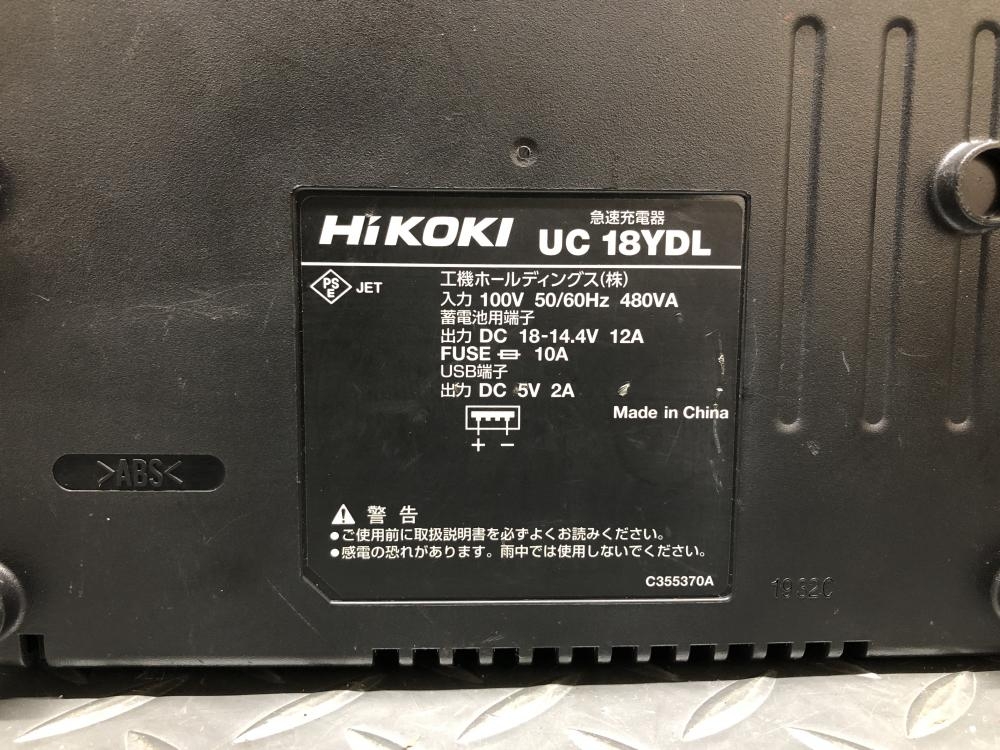 HiKOKI
急速充電器
UC 18YDL
PSE JET
工機ホールディングス(株)
入力 100V 50/60Hz 480VA
蓄電池用端子
出力 DC 18-14.4V 12A
FUSE 10A
USB端子
出力 DC 5V 2A
Made in China
+ −
>ABS<
警告
●ご使用前に取扱説明書を必ずよくお読みください。
●感電の恐れがあります。雨中では使用しないでください。
C355370A